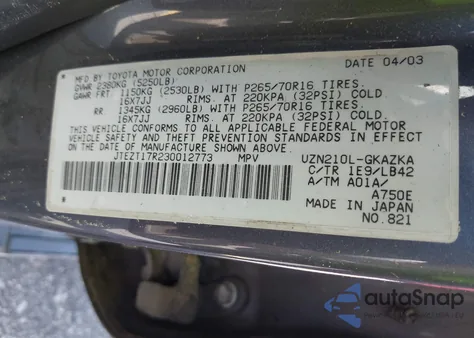 MFD BY TOYOTA MOTOR CORPORATION DATE 04/03
GVWR 2380KG (5250LB)
GAWR FRT 1150KG (2530LB) WITH P265/70R16 TIRES.
16X7JJ RIMS. AT 220KPA (32PSI) COLD.
RR. 1345KG (2960LB) WITH P265/70R16 TIRES.
16X7JJ RIMS. AT 220KPA (32PSI) COLD.
THIS VEHICLE CONFORMS TO ALL APPLICABLE FEDERAL MOTOR
VEHICLE SAFETY AND THEFT PREVENTION STANDARDS IN EFFECT
ON THE DATE OF MANUFACTURE SHOWN ABOVE.
JTEZT17R230012773 MPV UZN210L-GKAZKA
C/TR 1E9/LB42
A/TM A01A/
A750E
MADE IN JAPAN
NO.821
autoSnap